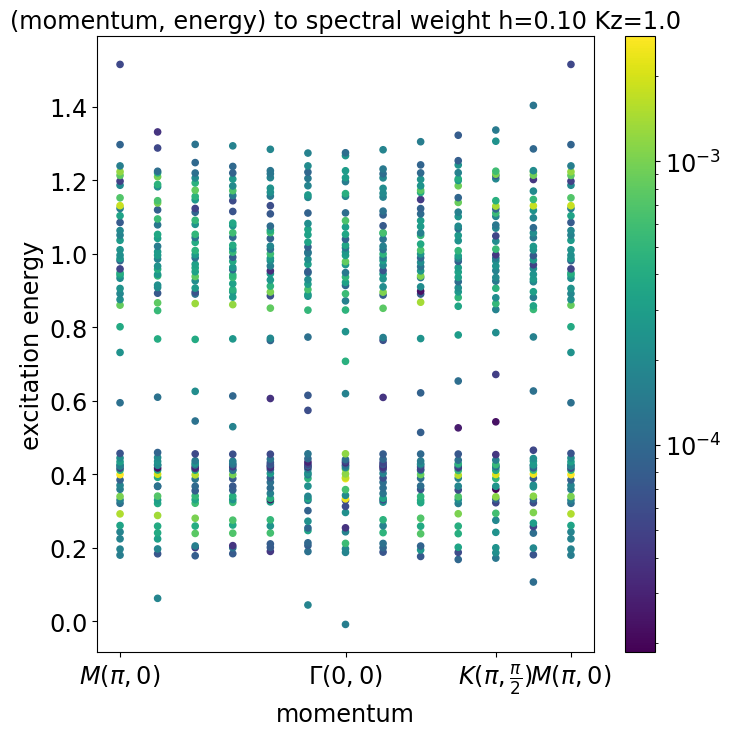 (momentum, energy) to spectral weight h=0.10 Kz=1.0
1.4
1.2
1.0
0.8
0.6
0.4
0.2
0.0
excitation energy
M(π, 0)
Γ(0, 0)
K(π, π/2)
M(π, 0)
momentum
10⁻³
10⁻⁴